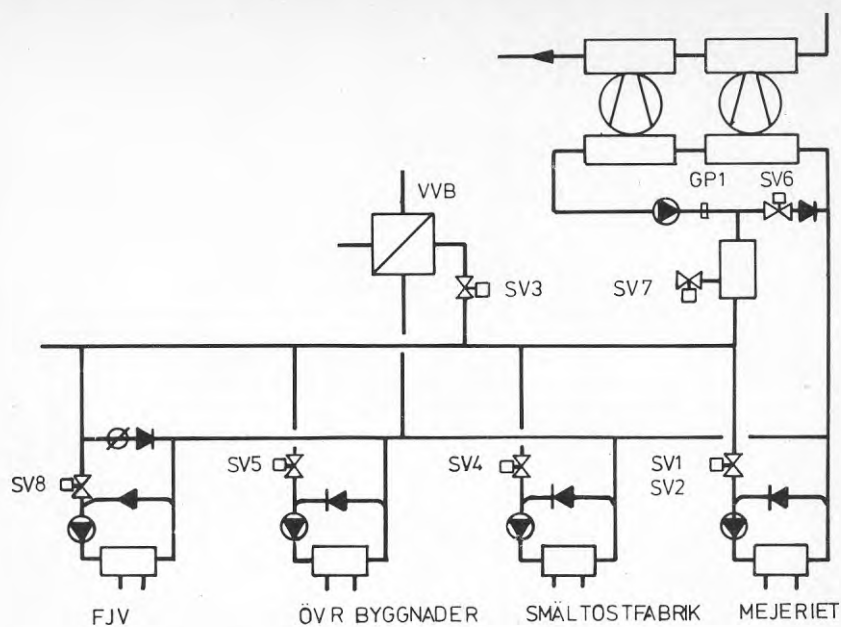 GP1 SV6
VVB
SV3
SV7
SV8
SV5
SV4
SV1
SV2
FJV
ÖVR BYGGNADER
SMÄLTOSTFABRIK
MEJERIET